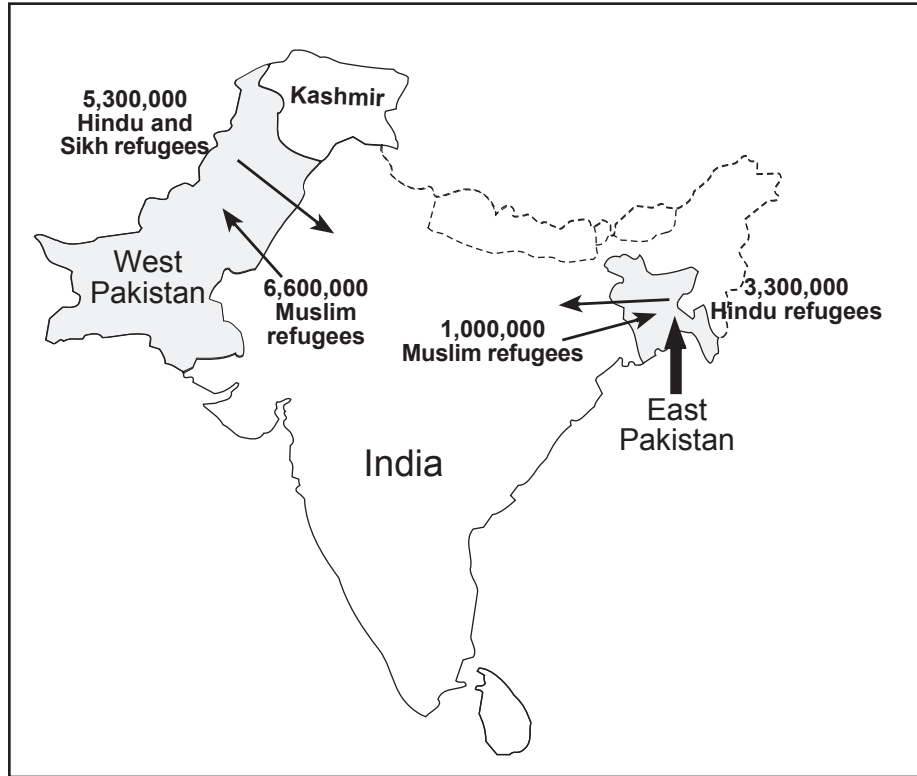 Kashmir
5,300,000
Hindu and
Sikh refugees
West
Pakistan
6,600,000
Muslim
refugees
3,300,000
Hindu refugees
1,000,000
Muslim refugees
East
Pakistan
India